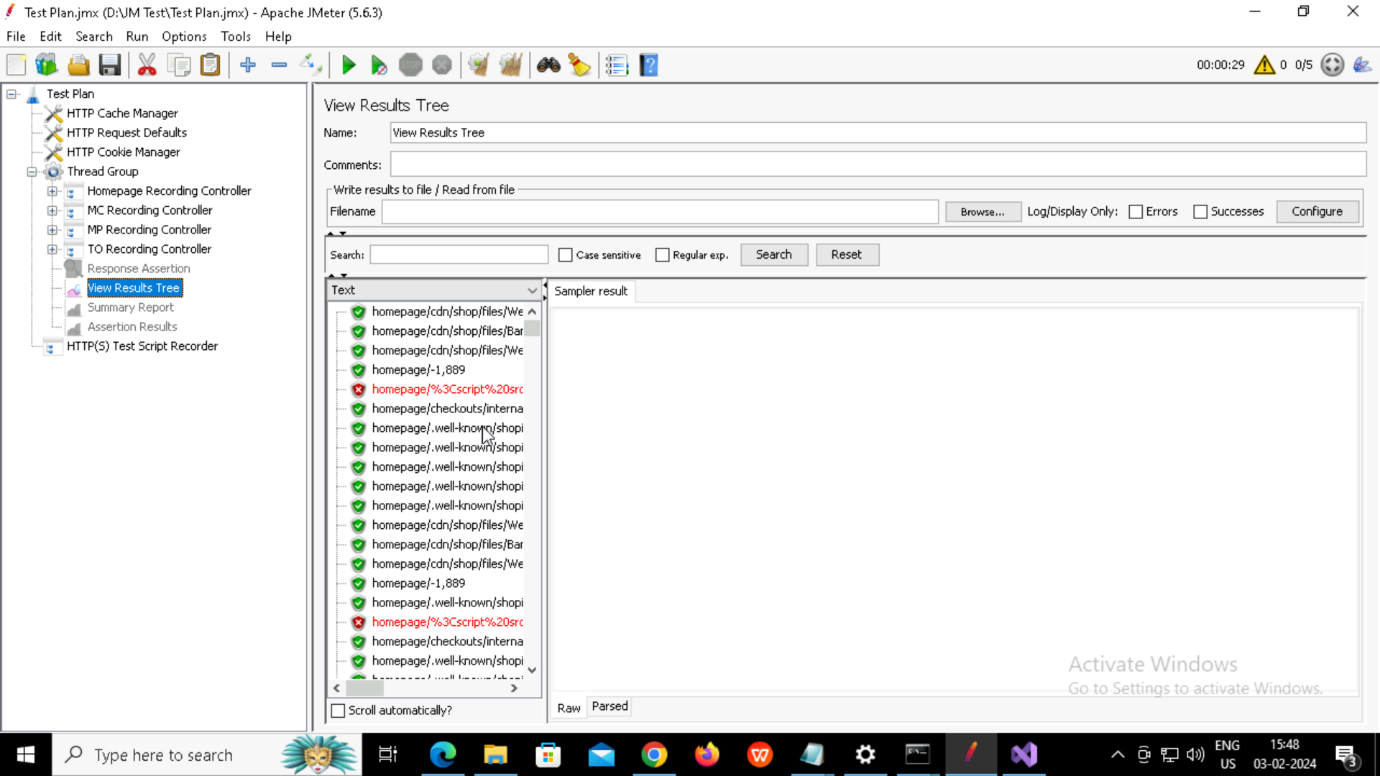 Test Plan.jmx (D:\JM Test\Test Plan.jmx) - Apache JMeter (5.6.3)
File Edit Search Run Options Tools Help
00:00:29 0 0/5
Test Plan
HTTP Cache Manager
HTTP Request Defaults
HTTP Cookie Manager
Thread Group
Homepage Recording Controller
MC Recording Controller
MP Recording Controller
TO Recording Controller
Response Assertion
View Results Tree
Summary Report
Assertion Results
HTTP(S) Test Script Recorder
View Results Tree
Name: View Results Tree
Comments:
Write results to file / Read from file
Filename Browse... Log/Display Only: Errors Successes Configure
Search: Case sensitive Regular exp. Search Reset
Text
homepage/cdn/shop/files/We
homepage/cdn/shop/files/Bar
homepage/cdn/shop/files/We
homepage/-1,889
homepage/%3Cscript%20src
homepage/checkouts/interna
homepage/.well-known/shopi
homepage/.well-known/shopi
homepage/.well-known/shopi
homepage/.well-known/shopi
homepage/.well-known/shopi
homepage/cdn/shop/files/We
homepage/cdn/shop/files/Bar
homepage/cdn/shop/files/We
homepage/-1,889
homepage/.well-known/shopi
homepage/%3Cscript%20src
homepage/checkouts/interna
homepage/.well-known/shopi
Scroll automatically?
Sampler result
Raw Parsed
Activate Windows
Go to Settings to activate Windows.
Type here to search
ENG
US
15:48
03-02-2024
3